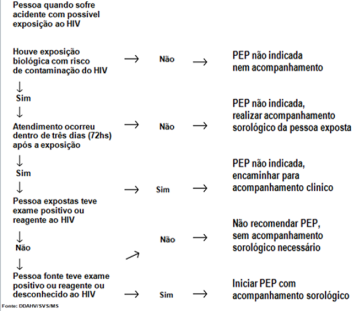 Pessoa quando sofre
acidente com possivel
exposição ao HIV
Houve exposição
biológica com risco
de contaminação do HIV
Não
PEP não indicada
nem acompanhamento
Sim
Atendimento ocorreu
dentro de três dias (72hs)
após a exposição
Não
PEP não indicada,
realizar acompanhamento
sorológico da pessoa exposta
Sim
Pessoa expostas teve
exame positivo ou
reagente ao HIV
Sim
PEP não indicada,
encaminhar para
acompanhamento clinico
Não
Não
Não recomendar PEP,
sem acompanhamento
sorológico necessário
Pessoa fonte teve exame
positivo ou reagente ou
desconhecido ao HIV
Sim
Iniciar PEP com
acompanhamento sorológico
Fonte: DDAHV/SVS/MS